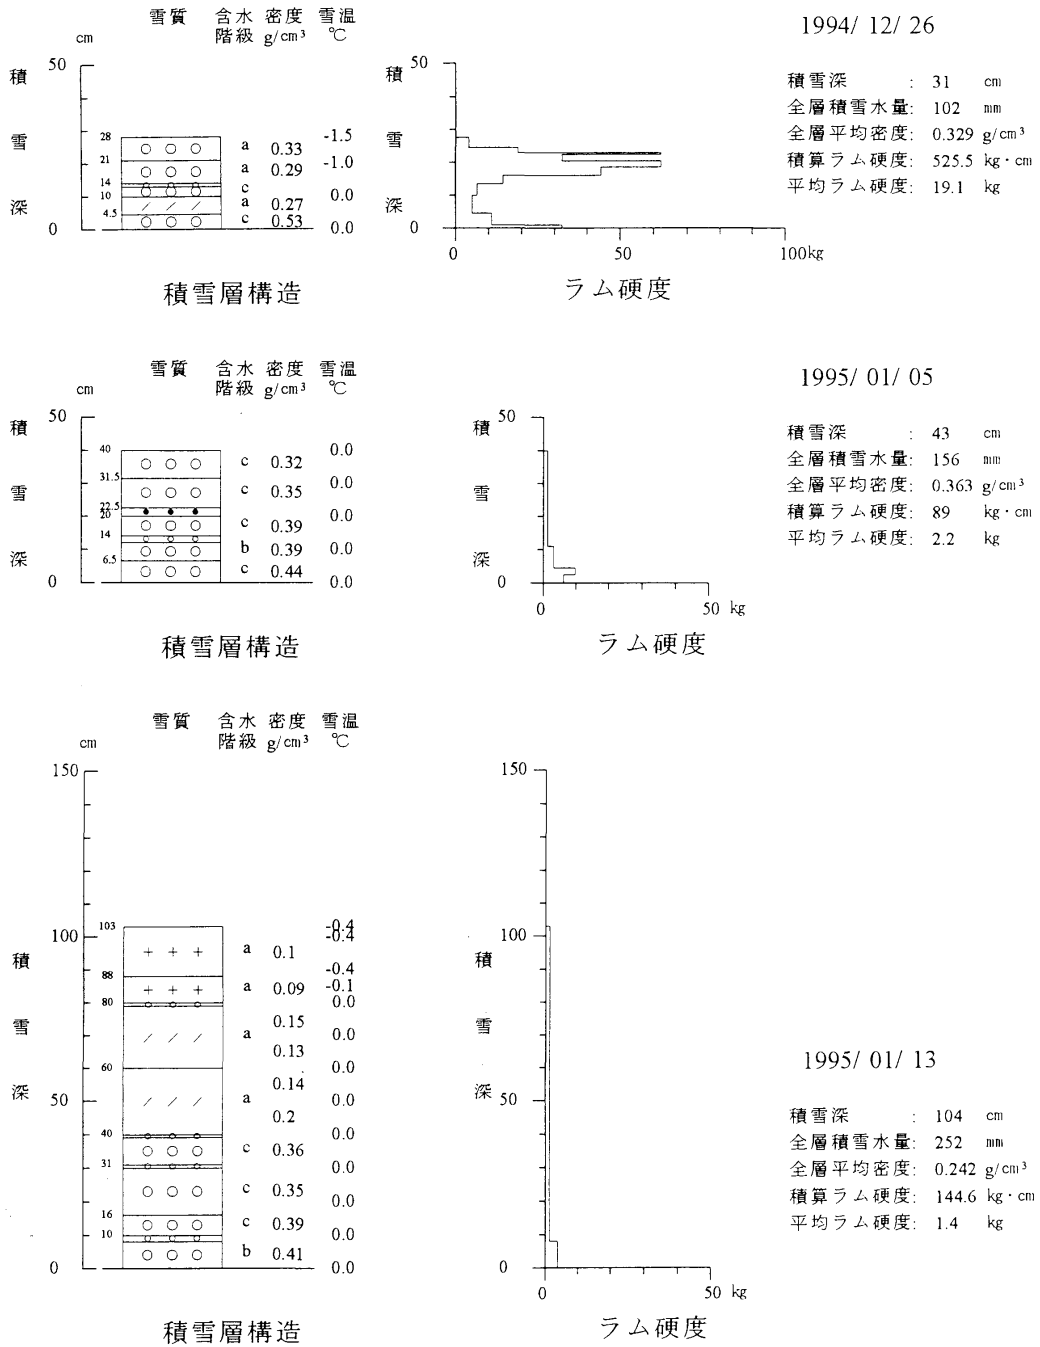 雪質 含水 密度 雪温
階級 g/cm³ ℃
cm
50
積
雪
深
0
28
21
14
10
4.5
a 0.33
a 0.29
c
a 0.27
c 0.53
-1.5
-1.0
0.0
0.0
積雪層構造
50
積
雪
深
0
0 50 100kg
ラム硬度
1994/ 12/ 26
積雪深 : 31 cm
全層積雪水量: 102 mm
全層平均密度: 0.329 g/cm³
積算ラム硬度: 525.5 kg·cm
平均ラム硬度: 19.1 kg
雪質 含水 密度 雪温
階級 g/cm³ ℃
cm
50
積
雪
深
0
40
31.5
22.5
20
14
6.5
c 0.32
c 0.35
c 0.39
b 0.39
c 0.44
0.0
0.0
0.0
0.0
0.0
積雪層構造
50
積
雪
深
0
0 50 kg
ラム硬度
1995/ 01/ 05
積雪深 : 43 cm
全層積雪水量: 156 mm
全層平均密度: 0.363 g/cm³
積算ラム硬度: 89 kg·cm
平均ラム硬度: 2.2 kg
雪質 含水 密度 雪温
階級 g/cm³ ℃
cm
150
100
積
雪
深
50
0
103
88
80
60
40
31
16
10
a 0.1
a 0.09
0.15
a
0.13
0.14
a
0.2
c 0.36
c 0.35
c 0.39
b 0.41
-0.4
-0.4
-0.4
-0.1
0.0
0.0
0.0
0.0
0.0
0.0
0.0
0.0
0.0
積雪層構造
150
100
積
雪
深
50
0
0 50 kg
ラム硬度
1995/ 01/ 13
積雪深 : 104 cm
全層積雪水量: 252 mm
全層平均密度: 0.242 g/cm³
積算ラム硬度: 144.6 kg·cm
平均ラム硬度: 1.4 kg